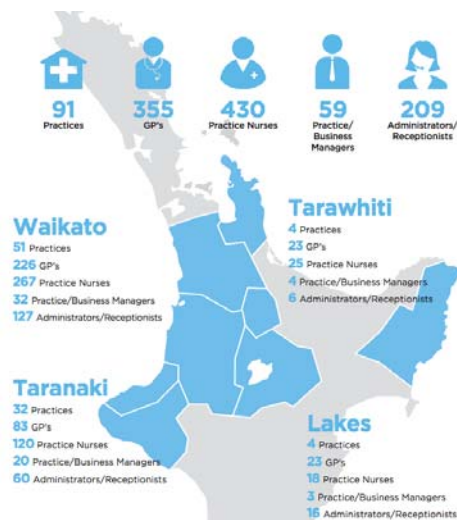 91
Practices
355
GP's
430
Practice Nurses
59
Practice/
Business
Managers
209
Administrators/
Receptionists
Waikato
51 Practices
226 GP's
267 Practice Nurses
32 Practice/Business Managers
127 Administrators/Receptionists
Tarawhiti
4 Practices
23 GP's
25 Practice Nurses
4 Practice/Business Managers
6 Administrators/Receptionists
Taranaki
32 Practices
83 GP's
120 Practice Nurses
20 Practice/Business Managers
60 Administrators/Receptionists
Lakes
4 Practices
23 GP's
18 Practice Nurses
3 Practice/Business Managers
16 Administrators/Receptionists